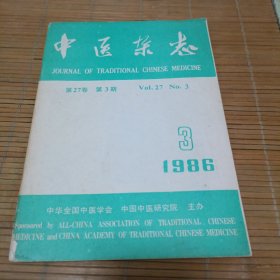 中医杂志
JOURNAL OF TRADITIONAL CHINESE MEDICINE
第27卷 第3期 Vol.27 No.3
3
1986
中华全国中医学会 中国中医研究院 主办
Sponsored by ALL-CHINA ASSOCIATION OF TRADITIONAL CHINESE
MEDICINE and CHINA ACADEMY OF TRADITIONAL CHINESE MEDICINE